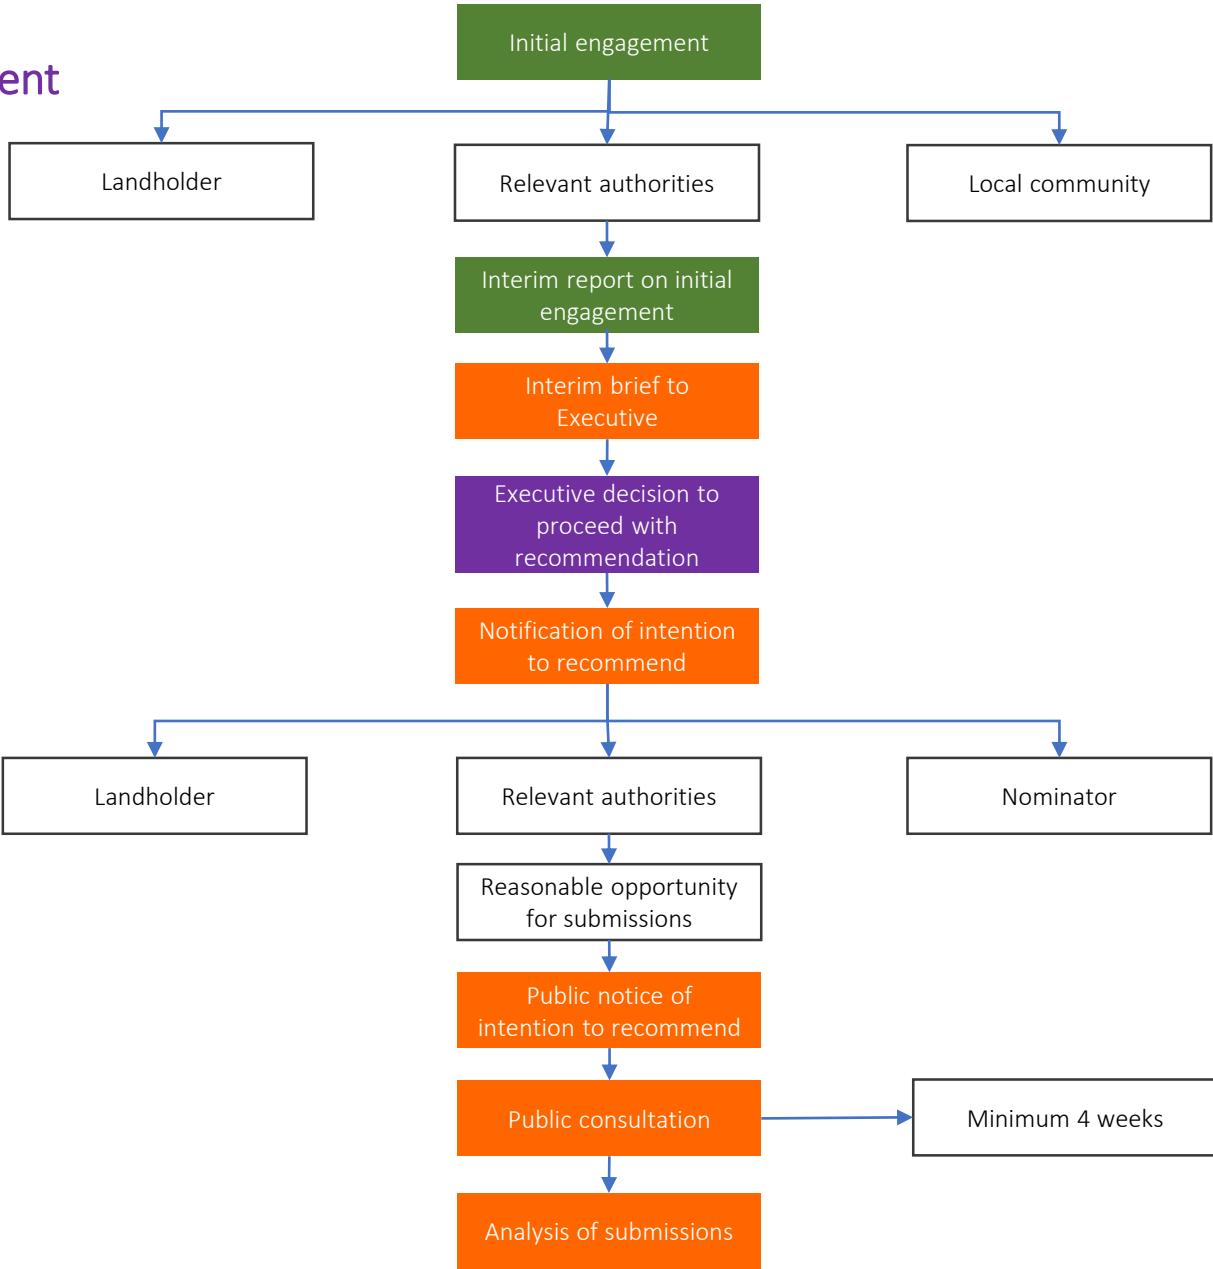 Initial engagement
ent
Landholder
Relevant authorities
Local community
Interim report on initial
engagement
Interim brief to
Executive
Executive decision to
proceed with
recommendation
Notification of intention
to recommend
Landholder
Relevant authorities
Nominator
Reasonable opportunity
for submissions
Public notice of
intention to recommend
Public consultation
Minimum 4 weeks
Analysis of submissions